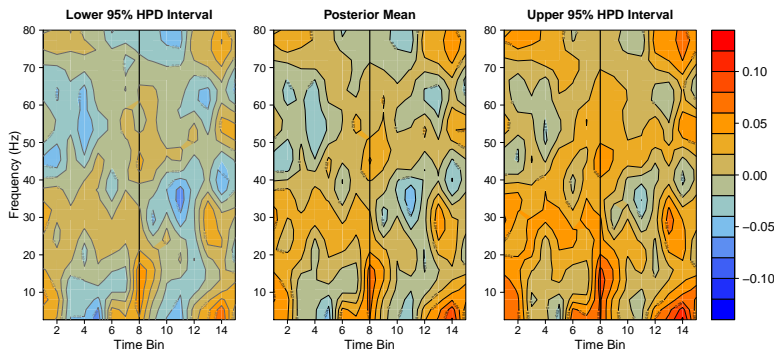 Lower 95% HPD Interval
Posterior Mean
Upper 95% HPD Interval
Frequency (Hz)
80
70
60
50
40
30
20
10
2 4 6 8 10 12 14
Time Bin
80
70
60
50
40
30
20
10
2 4 6 8 10 12 14
Time Bin
80
70
60
50
40
30
20
10
2 4 6 8 10 12 14
Time Bin
0.10
0.05
0.00
−0.05
−0.10